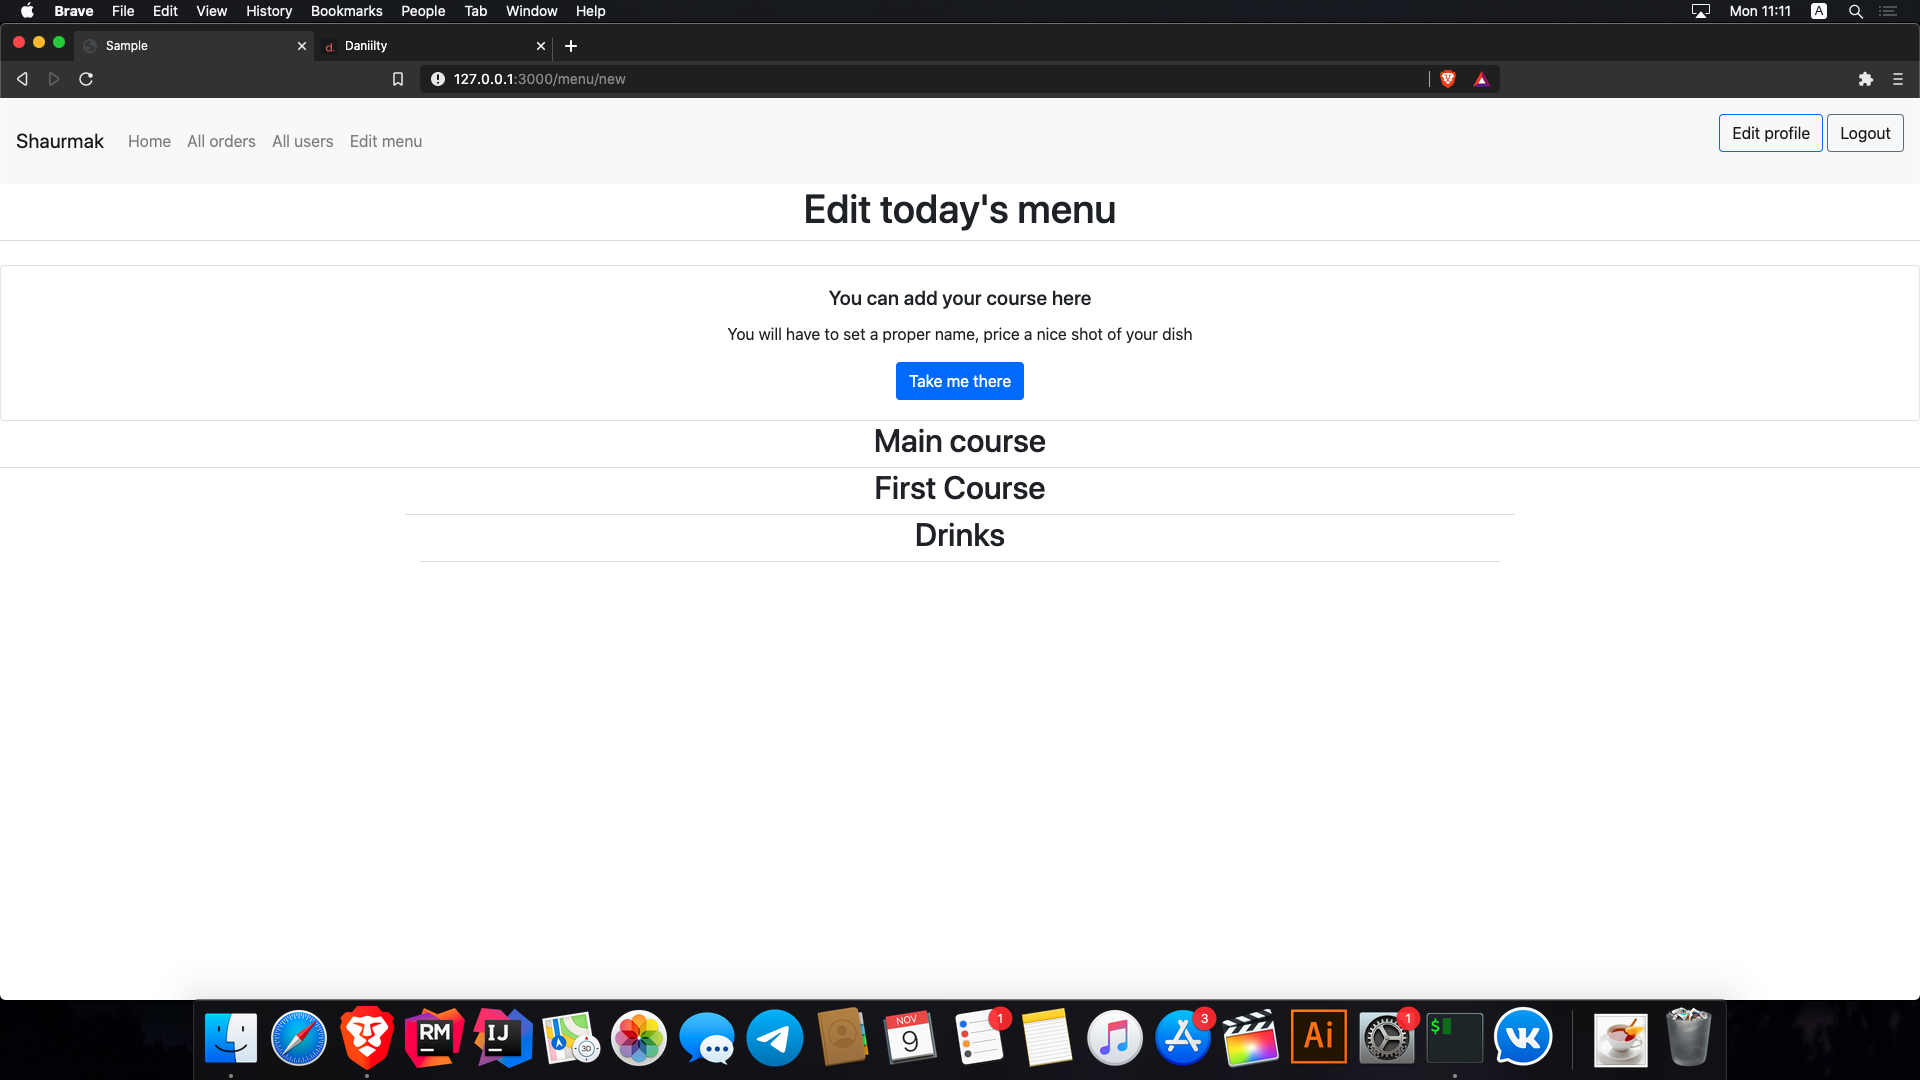 Brave File Edit View History Bookmarks People Tab Window Help Mon 11:11 A
Sample d. Daniilty
127.0.0.1:3000/menu/new
Shaurmak Home All orders All users Edit menu Edit profile Logout
Edit today's menu
You can add your course here
You will have to set a proper name, price a nice shot of your dish
Take me there
Main course
First Course
Drinks
RM IJ 3D NOV 9 1 3 Ai 1 $ VK